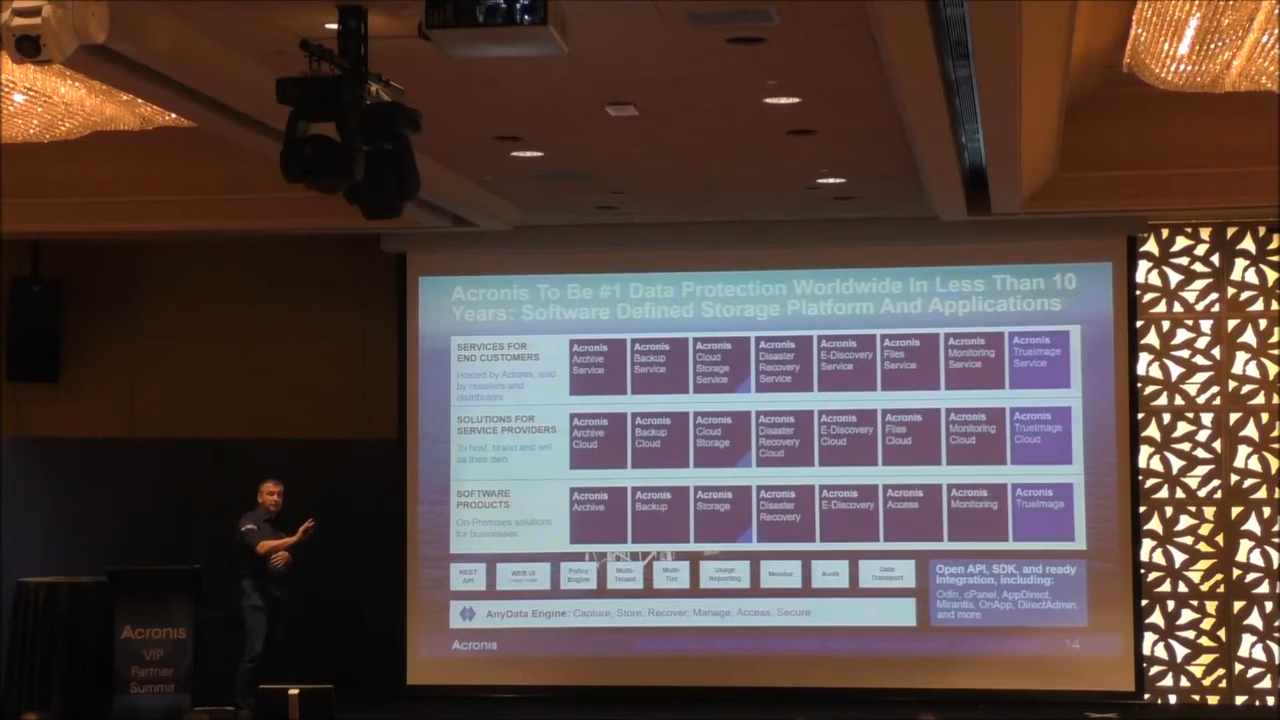 Acronis To Be #1 Data Protection Worldwide In Less Than 10
Years: Software Defined Storage Platform And Applications
SERVICES FOR
END CUSTOMERS
Hosted by Acronis, sold
by resellers and
distributors
Acronis
Archive
Service
Acronis
Backup
Service
Acronis
Cloud
Storage
Service
Acronis
Disaster
Recovery
Service
Acronis
E-Discovery
Service
Acronis
Files
Service
Acronis
Monitoring
Service
Acronis
TrueImage
Service
SOLUTIONS FOR
SERVICE PROVIDERS
To host, brand and sell
as their own
Acronis
Archive
Cloud
Acronis
Backup
Cloud
Acronis
Cloud
Storage
Acronis
Disaster
Recovery
Cloud
Acronis
E-Discovery
Cloud
Acronis
Files
Cloud
Acronis
Monitoring
Cloud
Acronis
TrueImage
Cloud
SOFTWARE
PRODUCTS
On-Premises solutions
for businesses
Acronis
Archive
Acronis
Backup
Acronis
Storage
Acronis
Disaster
Recovery
Acronis
E-Discovery
Acronis
Access
Acronis
Monitoring
Acronis
TrueImage
REST
API
WEB UI
Policy
Engine
Multi-
Tenant
Multi-
Tier
Usage
Reporting
Monitor
Audit
Data
Transport
Open API, SDK, and ready
integration, including:
Odin, cPanel, AppDirect,
Mirantis, OnApp, DirectAdmin,
and more
AnyData Engine: Capture, Store, Recover, Manage, Access, Secure
Acronis
14
Acronis
VIP
Partner
Summit